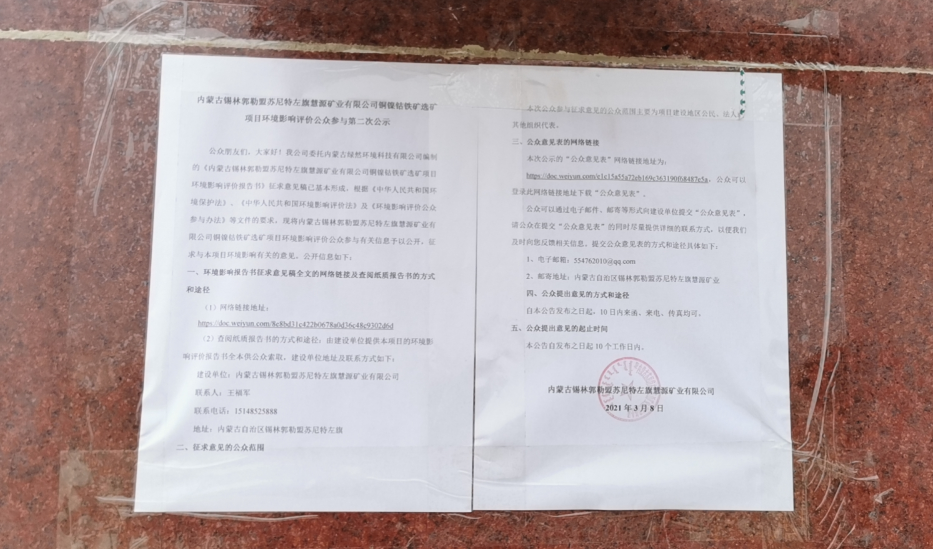 内蒙古锡林郭勒盟苏尼特左旗慧源矿业有限公司铜镍钴铁矿选矿
项目环境影响评价公众参与第二次公示
公众朋友们，大家好！我公司委托内蒙古绿然环境科技有限公司编制
的《内蒙古锡林郭勒盟苏尼特左旗慧源矿业有限公司铜镍钴铁矿选矿项目
环境影响评价报告书》征求意见稿已基本形成。根据《中华人民共和国环
境保护法》、《中华人民共和国环境影响评价法》及《环境影响评价公众
参与办法》等文件的要求，现将内蒙古锡林郭勒盟苏尼特左旗慧源矿业有
限公司铜镍钴铁矿选矿项目环境影响评价公众参与有关信息予以公开，征
求与本项目环境影响有关的意见。公开信息如下：
一、环境影响报告书征求意见稿全文的网络链接及查阅纸质报告书的方式
和途径
（1）网络链接地址：
https://doc.weiyun.com/8e8bd31c422b0678a0d36c48c9302d6d
（2）查阅纸质报告书的方式和途径：由建设单位提供本项目的环境影
响评价报告书全本供公众索取，建设单位地址及联系方式如下：
建设单位：内蒙古锡林郭勒盟苏尼特左旗慧源矿业有限公司
联系人：王福军
联系电话：15148525888
地址：内蒙古自治区锡林郭勒盟苏尼特左旗
二、征求意见的公众范围
本次公众参与征求意见的公众范围主要为项目建设地区公民、法人
其他组织代表。
三、公众意见表的网络链接
本次公示的“公众意见表”网络链接地址为：
https://doc.weiyun.com/e1e15a55a72eb169c363190f68487e5a。公众可以
登录此网络链接地址下载“公众意见表”。
公众可以通过电子邮件、邮寄等形式向建设单位提交“公众意见表”，
请公众在提交“公众意见表”的同时尽量提供详细的联系方式，以便我们
及时向您反馈相关信息。提交公众意见表的方式和途径具体如下：
1、电子邮箱：554762010@qq.com
2、邮寄地址：内蒙古自治区锡林郭勒盟苏尼特左旗慧源矿业
四、公众提出意见的方式和途径
自本公告发布之日起，10日内来函、来电、传真均可。
五、公众提出意见的起止时间
本公告自发布之日起10个工作日内。
内蒙古锡林郭勒盟苏尼特左旗慧源矿业有限公司
2021年3月8日